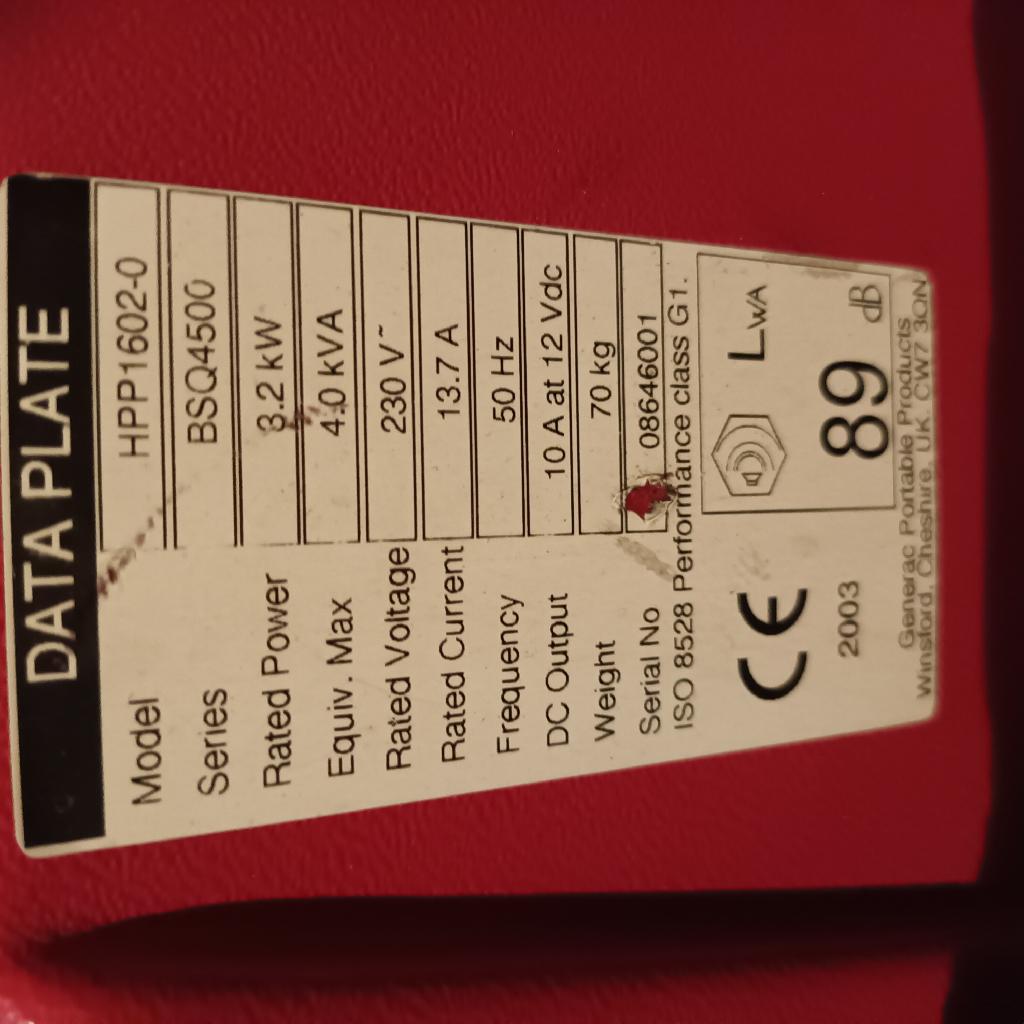 DATA PLATE
Model HPP1602-0
Series BSQ4500
Rated Power 3.2 kW
Equiv. Max 4.0 kVA
Rated Voltage 230 V~
Rated Current 13.7 A
Frequency 50 Hz
DC Output 10 A at 12 Vdc
Weight 70 kg
Serial No 08646001
ISO 8528 Performance class G1.
CE LWA
2003 89 dB
Generac Portable Products
Winsford, Cheshire, UK. CW7 3QN